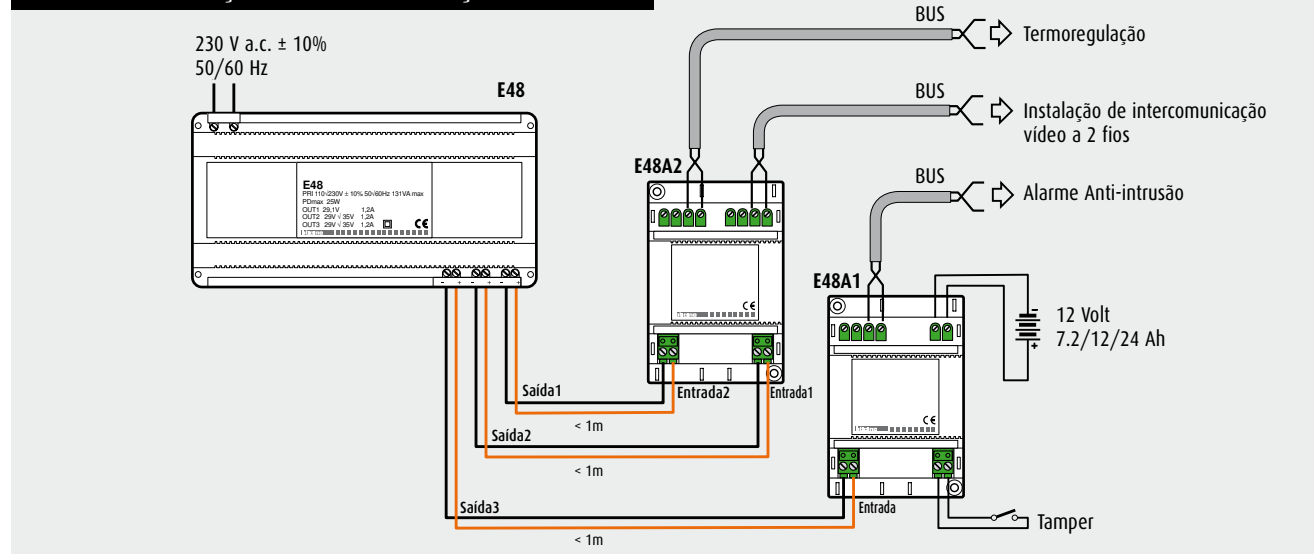 BUS
Termoregulação
230 V a.c. ± 10%
50/60 Hz
E48
BUS
Instalação de intercomunicação
vídeo a 2 fios
E48A2
BUS
Alarme Anti-intrusão
E48
PRI 110√230V ± 10% 50√60Hz 131VA max
PDmax 25W
OUT1 29,1V 1,2A
OUT2 29V √ 35V 1,2A
OUT3 29V √ 35V 1,2A
CE
- + - + - +
E48A1
CE
12 Volt
7.2/12/24 Ah
- 
+
Saída1
Entrada2
Entrada1
< 1m
Saída2
< 1m
CE
Saída3
Entrada
< 1m
Tamper